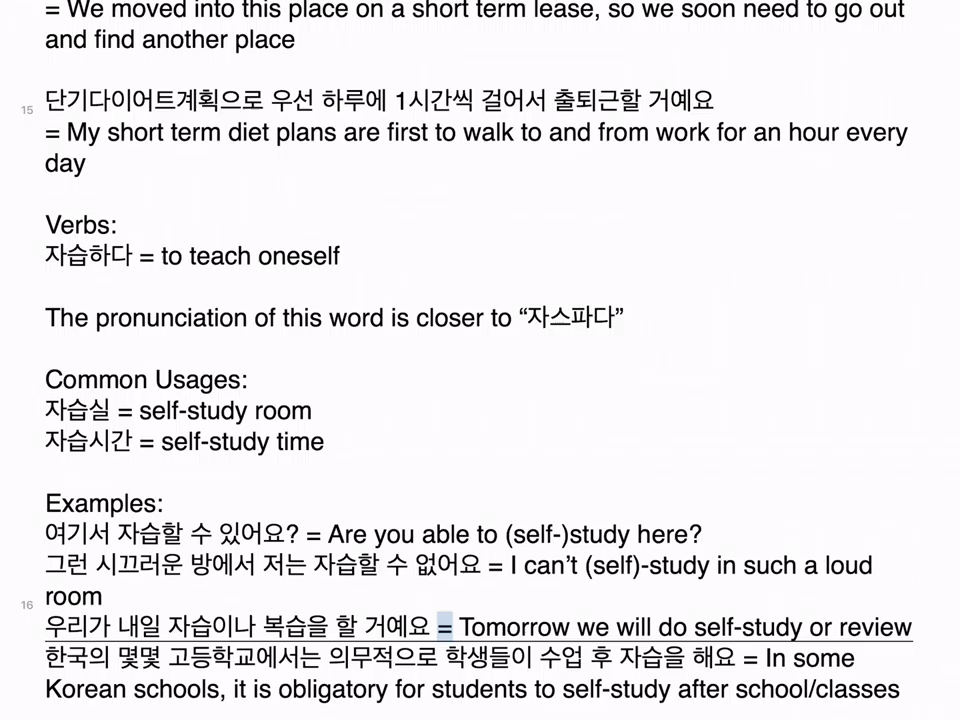 = We moved into this place on a short term lease, so we soon need to go out
and find another place
15 단기다이어트계획으로 우선 하루에 1시간씩 걸어서 출퇴근할 거예요
= My short term diet plans are first to walk to and from work for an hour every
day
Verbs:
자습하다 = to teach oneself
The pronunciation of this word is closer to “자스파다”
Common Usages:
자습실 = self-study room
자습시간 = self-study time
Examples:
여기서 자습할 수 있어요? = Are you able to (self-)study here?
그런 시끄러운 방에서 저는 자습할 수 없어요 = I can’t (self)-study in such a loud
16 room
우리가 내일 자습이나 복습을 할 거예요 = Tomorrow we will do self-study or review
한국의 몇몇 고등학교에서는 의무적으로 학생들이 수업 후 자습을 해요 = In some
Korean schools, it is obligatory for students to self-study after school/classes